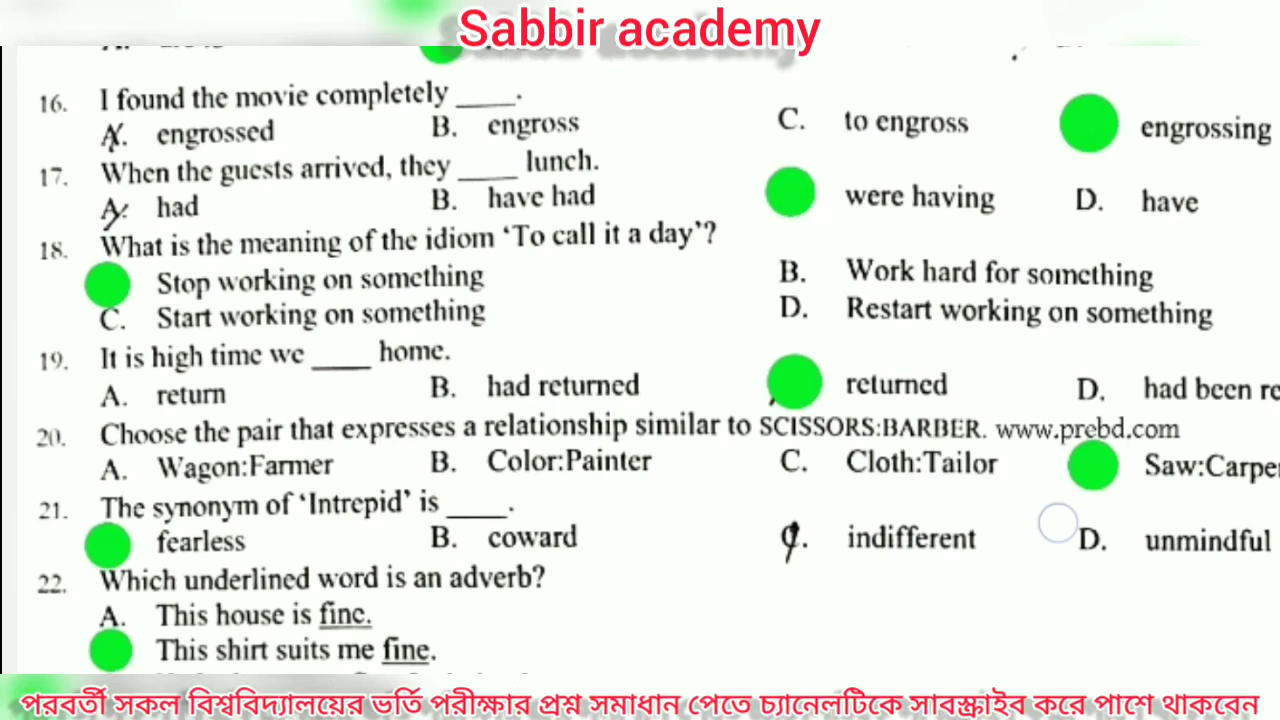 Sabbir academy
16. I found the movie completely ____.
A. engrossed B. engross C. to engross engrossing
17. When the guests arrived, they ____ lunch.
A. had B. have had were having D. have
18. What is the meaning of the idiom ‘To call it a day’?
Stop working on something B. Work hard for something
C. Start working on something D. Restart working on something
19. It is high time we ____ home.
A. return B. had returned returned D. had been re
20. Choose the pair that expresses a relationship similar to SCISSORS:BARBER. www.prebd.com
A. Wagon:Farmer B. Color:Painter C. Cloth:Tailor Saw:Carpe
21. The synonym of ‘Intrepid’ is ____.
fearless B. coward C. indifferent D. unmindful
22. Which underlined word is an adverb?
A. This house is fine.
This shirt suits me fine.
পরবর্তী সকল বিশ্ববিদ্যালয়ের ভর্তি পরীক্ষার প্রশ্ন সমাধান পেতে চ্যানেলটিকে সাবস্ক্রাইব করে পাশে থাকবেন